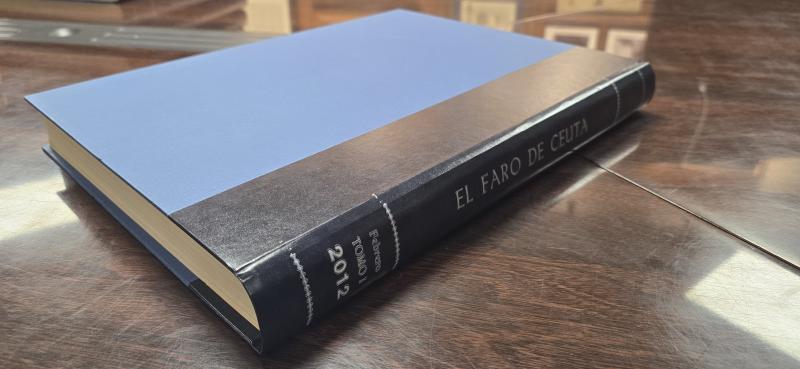 EL FARO DE CEUTA
Febrero
TOMO I
2012